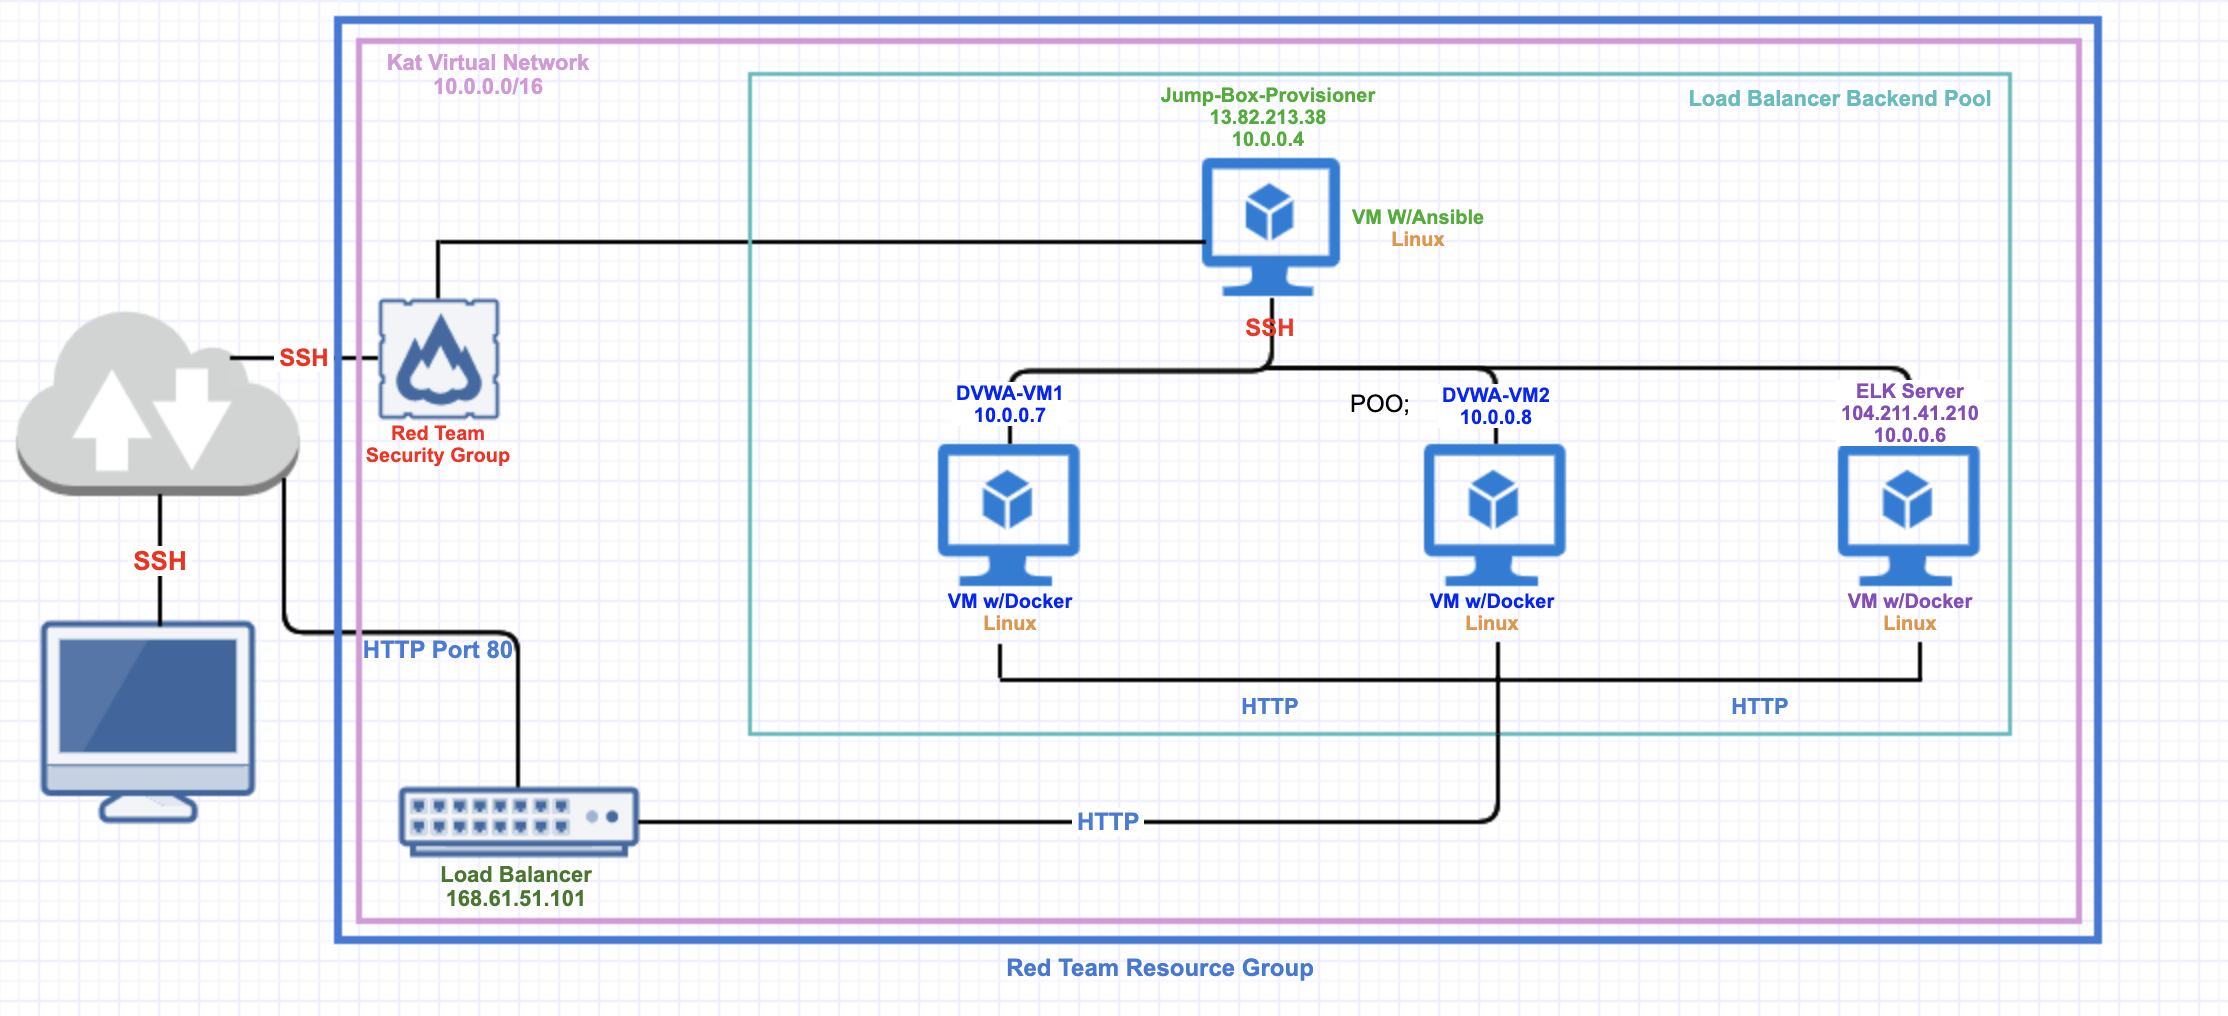 Kat Virtual Network
10.0.0.0/16
Load Balancer Backend Pool
Jump-Box-Provisioner
13.82.213.38
10.0.0.4
VM W/Ansible
Linux
SSH
SSH
Red Team
Security Group
DVWA-VM1
10.0.0.7
POO;
DVWA-VM2
10.0.0.8
ELK Server
104.211.41.210
10.0.0.6
SSH
VM w/Docker
Linux
VM w/Docker
Linux
VM w/Docker
Linux
HTTP Port 80
HTTP
HTTP
HTTP
Load Balancer
168.61.51.101
Red Team Resource Group